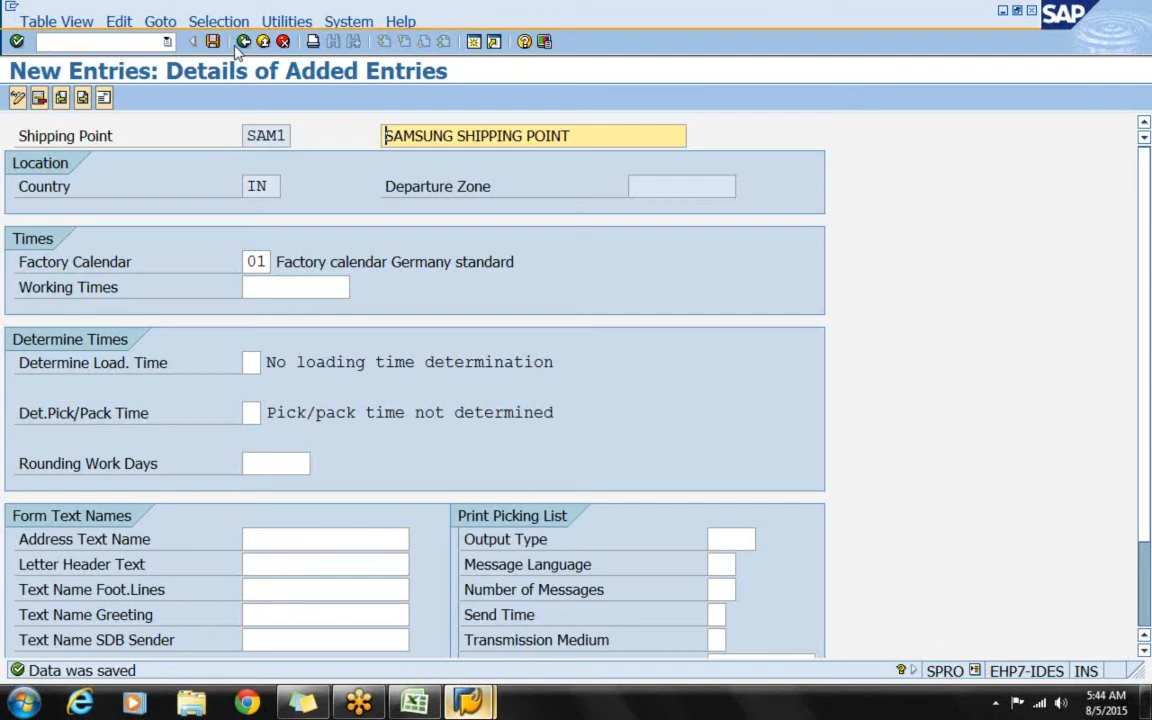 Table View Edit Goto Selection Utilities System Help
SAP
New Entries: Details of Added Entries
Shipping Point SAM1 SAMSUNG SHIPPING POINT
Location
Country IN Departure Zone
Times
Factory Calendar 01 Factory calendar Germany standard
Working Times
Determine Times
Determine Load. Time No loading time determination
Det.Pick/Pack Time Pick/pack time not determined
Rounding Work Days
Form Text Names Print Picking List
Address Text Name Output Type
Letter Header Text Message Language
Text Name Foot.Lines Number of Messages
Text Name Greeting Send Time
Text Name SDB Sender Transmission Medium
Data was saved SPRO EHP7-IDES INS
5:44 AM
8/5/2015